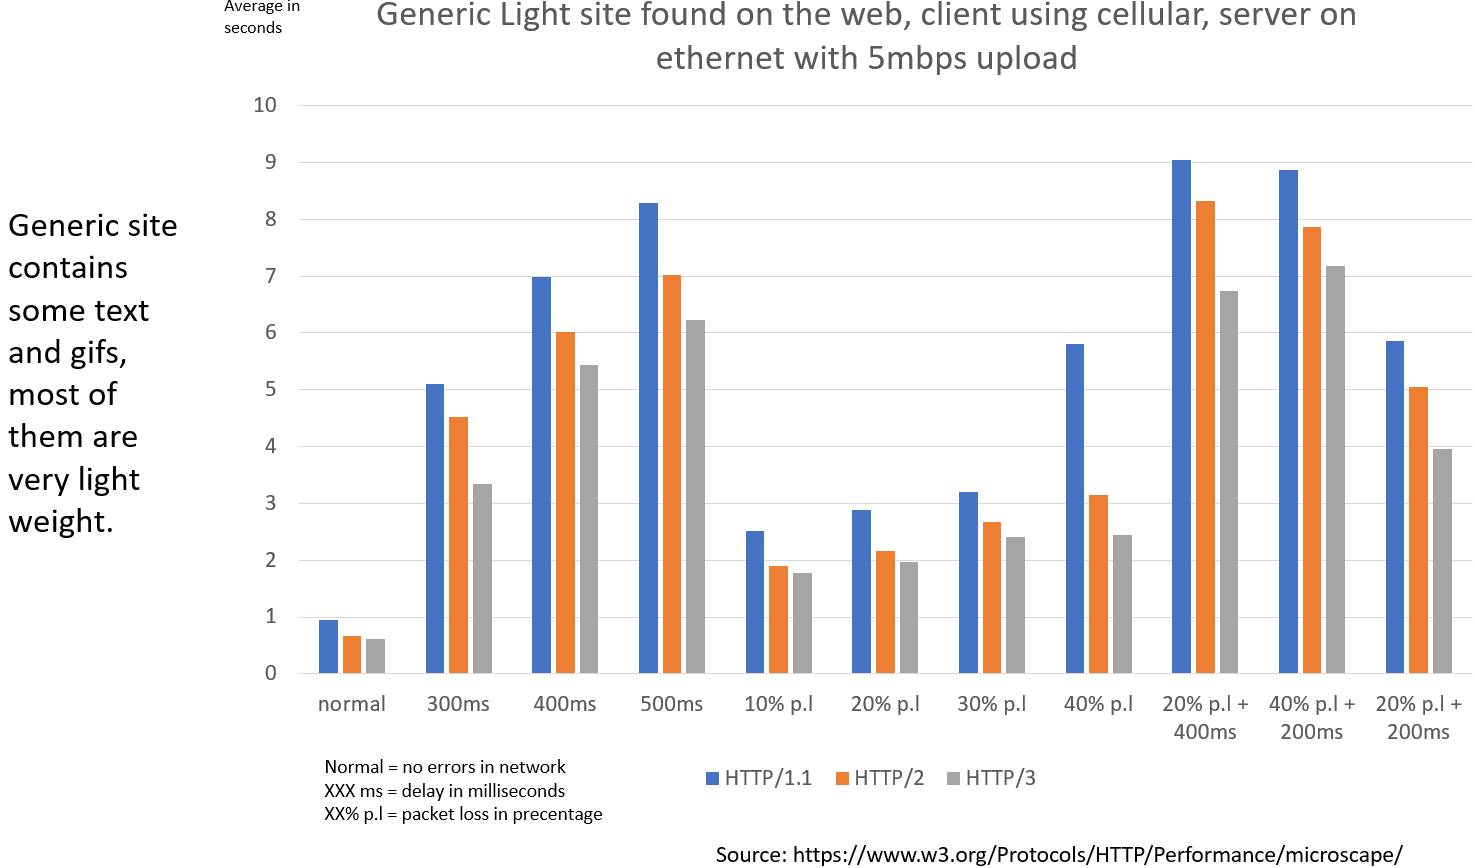 Average in
seconds
Generic Light site found on the web, client using cellular, server on
ethernet with 5mbps upload
Generic site
contains
some text
and gifs,
most of
them are
very light
weight.
10
9
8
7
6
5
4
3
2
1
0
normal 300ms 400ms 500ms 10% p.l 20% p.l 30% p.l 40% p.l 20% p.l + 40% p.l + 20% p.l +
400ms 200ms 200ms
Normal = no errors in network
XXX ms = delay in milliseconds
XX% p.l = packet loss in precentage
HTTP/1.1 HTTP/2 HTTP/3
Source: https://www.w3.org/Protocols/HTTP/Performance/microscape/